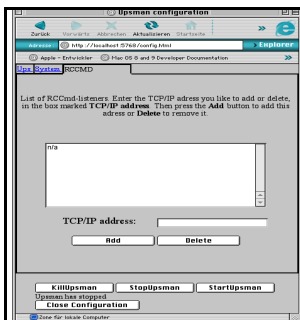 Upsman configuration
Zurück Vorwärts Abbrechen Aktualisieren Startseite »
Adresse http://localhost:5768/config.html Explorer
Apple - Entwickler Mac OS 8 and 9 Developer Documentation »
Ups System RCCMD
List of RCCmd-listeners. Enter the TCP/IP adress you like to add or delete,
in the box marked TCP/IP address. Then press the Add button to add this
adress or Delete to remove it.
n/a
TCP/IP address:
Add Delete
KillUpsman StopUpsman StartUpsman
Upsman has stopped
Close Configuration
Zone für lokale Computer